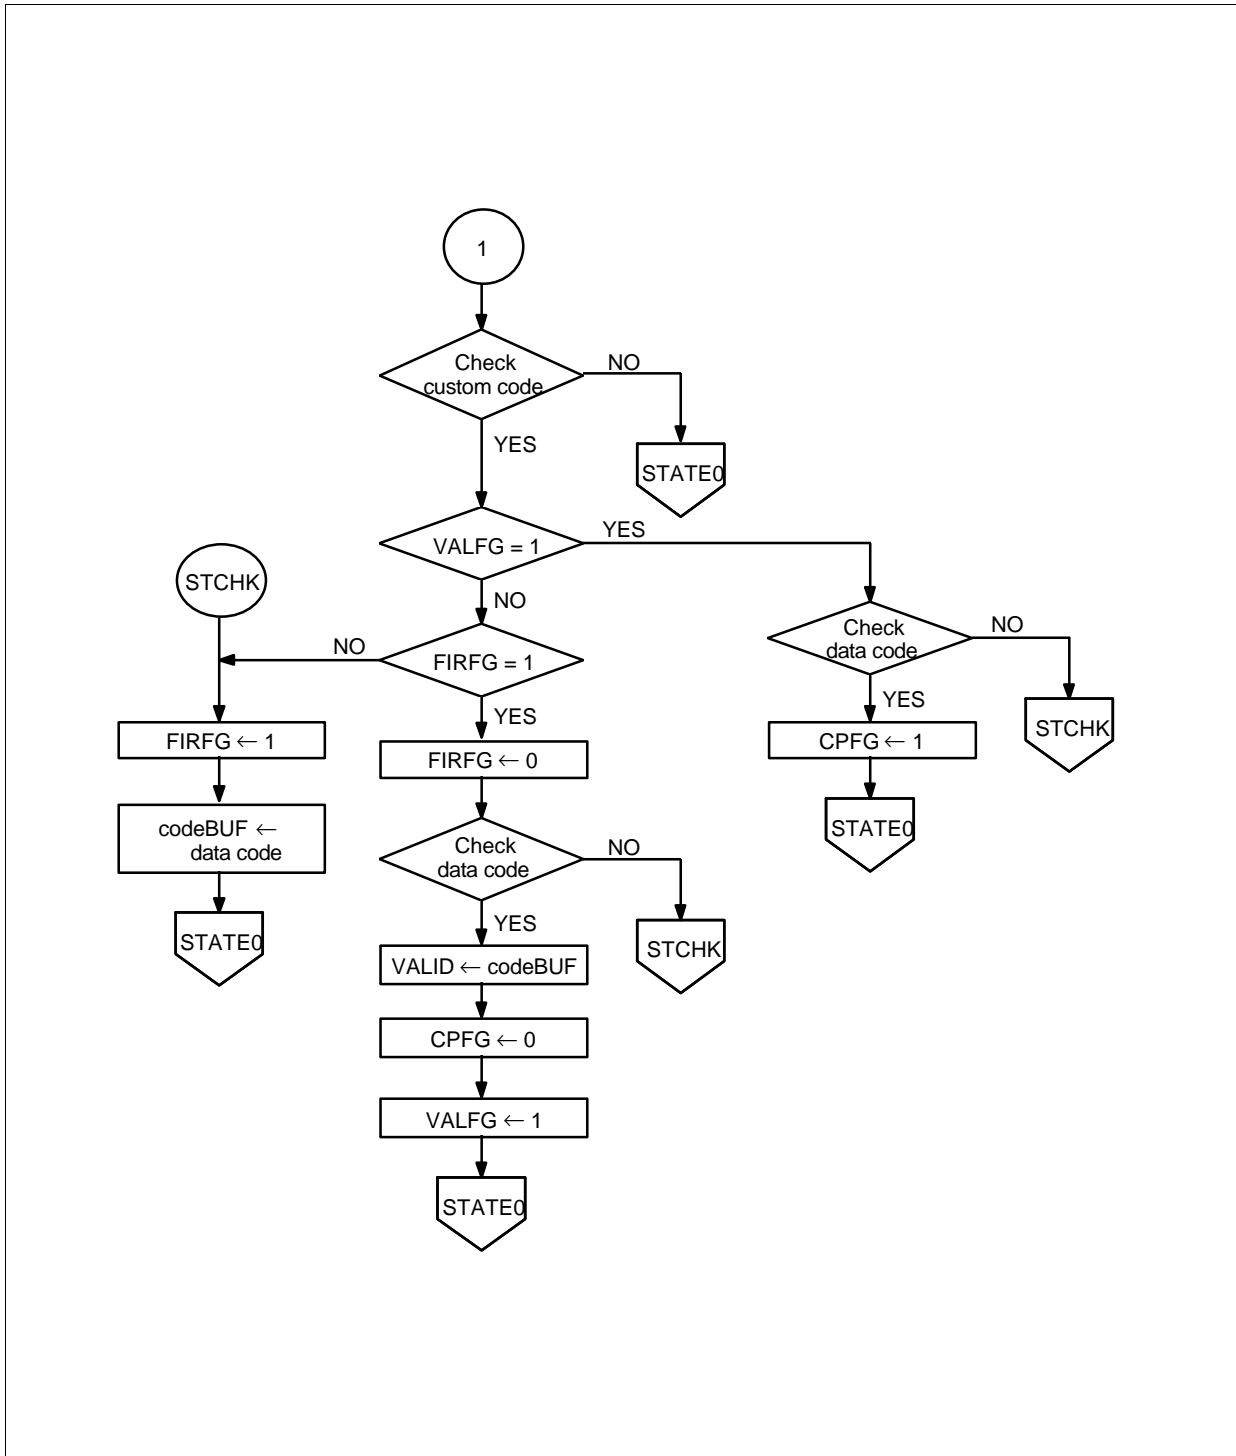 1
Check
custom code
NO
YES
STATE0
VALFG = 1
YES
STCHK
NO
Check
data code
NO
NO
FIRFG = 1
YES
YES
STCHK
FIRFG ← 1
FIRFG ← 0
CPFG ← 1
codeBUF ←
data code
Check
data code
NO
STATE0
YES
STATE0
STCHK
VALID ← codeBUF
CPFG ← 0
VALFG ← 1
STATE0